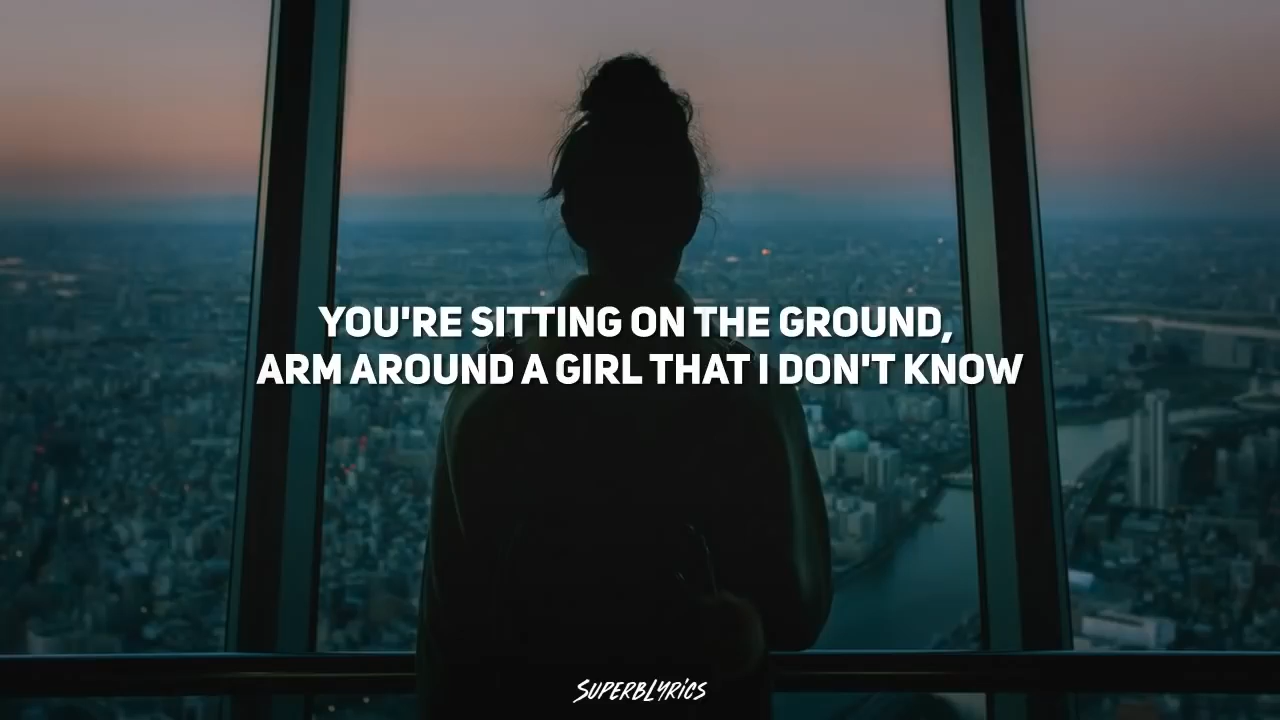 YOU'RE SITTING ON THE GROUND,
ARM AROUND A GIRL THAT I DON'T KNOW
SUPERBLYRICS